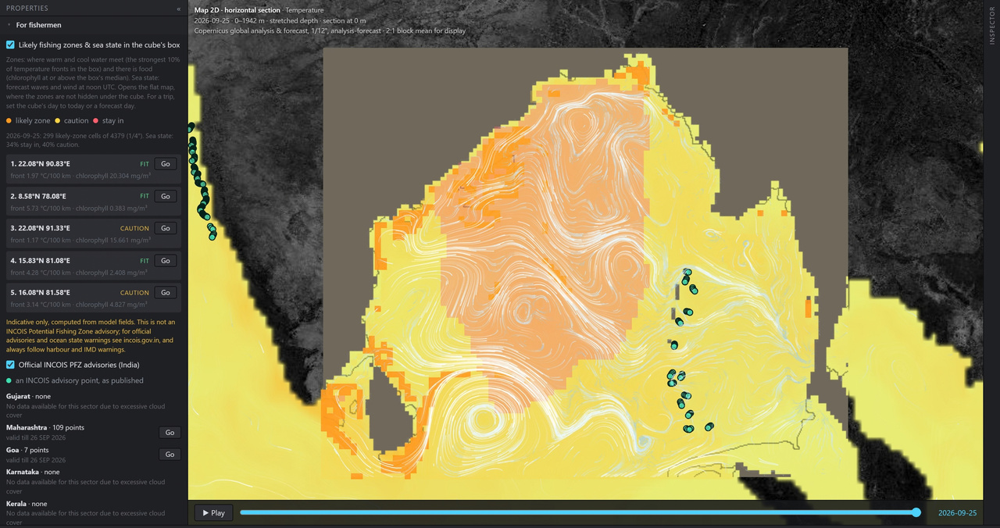 PROPERTIES «
For fishermen
Likely fishing zones & sea state in the cube's box
Zones: where warm and cool water meet (the strongest 10%
of temperature fronts in the box) and there is food
(chlorophyll at or above the box's median). Sea state:
forecast waves and wind at noon UTC. Opens the flat map,
where the zones are not hidden under the cube. For a trip,
set the cube's day to today or a forecast day.
likely zone caution stay in
2026-09-25: 299 likely-zone cells of 4379 (1/4°). Sea state:
34% stay in, 40% caution.
1. 22.08°N 90.83°E FIT Go
front 1.97 °C/100 km · chlorophyll 20.304 mg/m³
2. 8.58°N 78.08°E FIT Go
front 5.73 °C/100 km · chlorophyll 0.383 mg/m³
3. 22.08°N 91.33°E CAUTION Go
front 1.17 °C/100 km · chlorophyll 15.661 mg/m³
4. 15.83°N 81.08°E FIT Go
front 4.28 °C/100 km · chlorophyll 2.408 mg/m³
5. 16.08°N 81.58°E CAUTION Go
front 3.14 °C/100 km · chlorophyll 4.827 mg/m³
Indicative only, computed from model fields. This is not an
INCOIS Potential Fishing Zone advisory; for official
advisories and ocean state warnings see incois.gov.in, and
always follow harbour and IMD warnings.
Official INCOIS PFZ advisories (India)
an INCOIS advisory point, as published
Gujarat · none
No data available for this sector due to excessive cloud
cover
Maharashtra · 109 points Go
valid till 26 SEP 2026
Goa · 7 points Go
valid till 26 SEP 2026
Karnataka · none
No data available for this sector due to excessive cloud
cover
Kerala · none
No data available for this sector due to excessive cloud
cover
Map 2D · horizontal section · Temperature
2026-09-25 · 0–1942 m · stretched depth · section at 0 m
Copernicus global analysis & forecast, 1/12°, analysis-forecast · 2:1 block mean for display
Play 2026-09-25
INSPECTOR